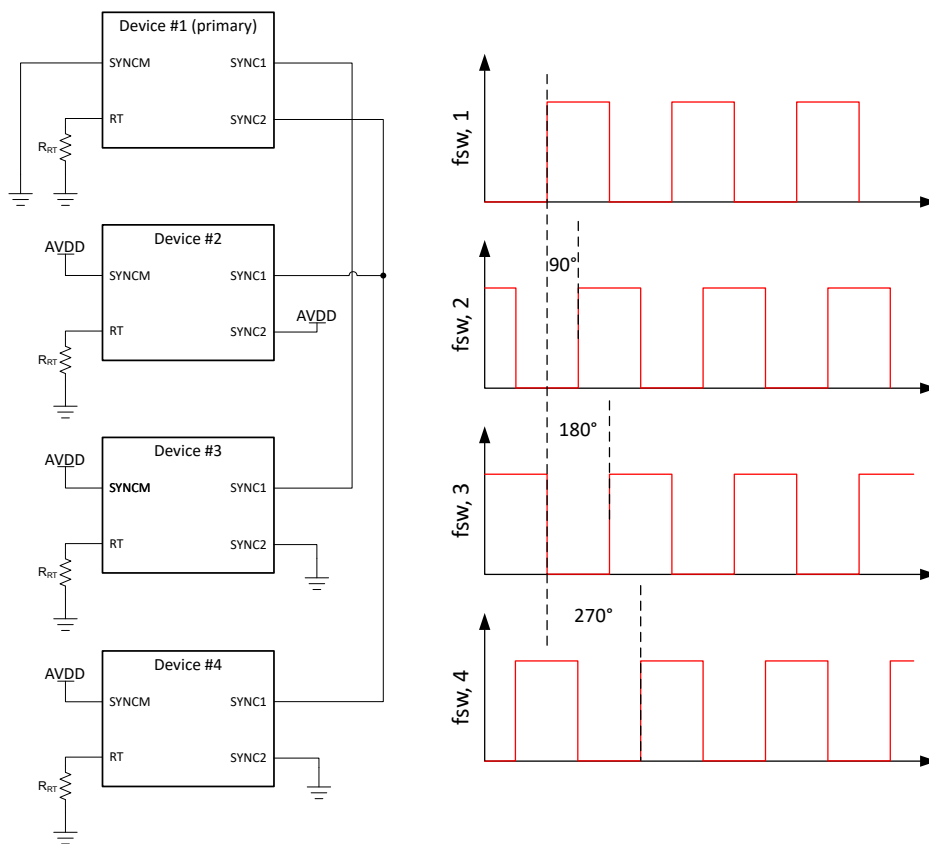 Device #1 (primary)
SYNCM
SYNC1
RT
SYNC2
RRT
Device #2
AVDD
SYNCM
SYNC1
AVDD
RT
SYNC2
RRT
Device #3
AVDD
SYNCM
SYNC1
RT
SYNC2
RRT
Device #4
AVDD
SYNCM
SYNC1
RT
SYNC2
RRT
fsw, 1
90°
fsw, 2
180°
fsw, 3
270°
fsw, 4